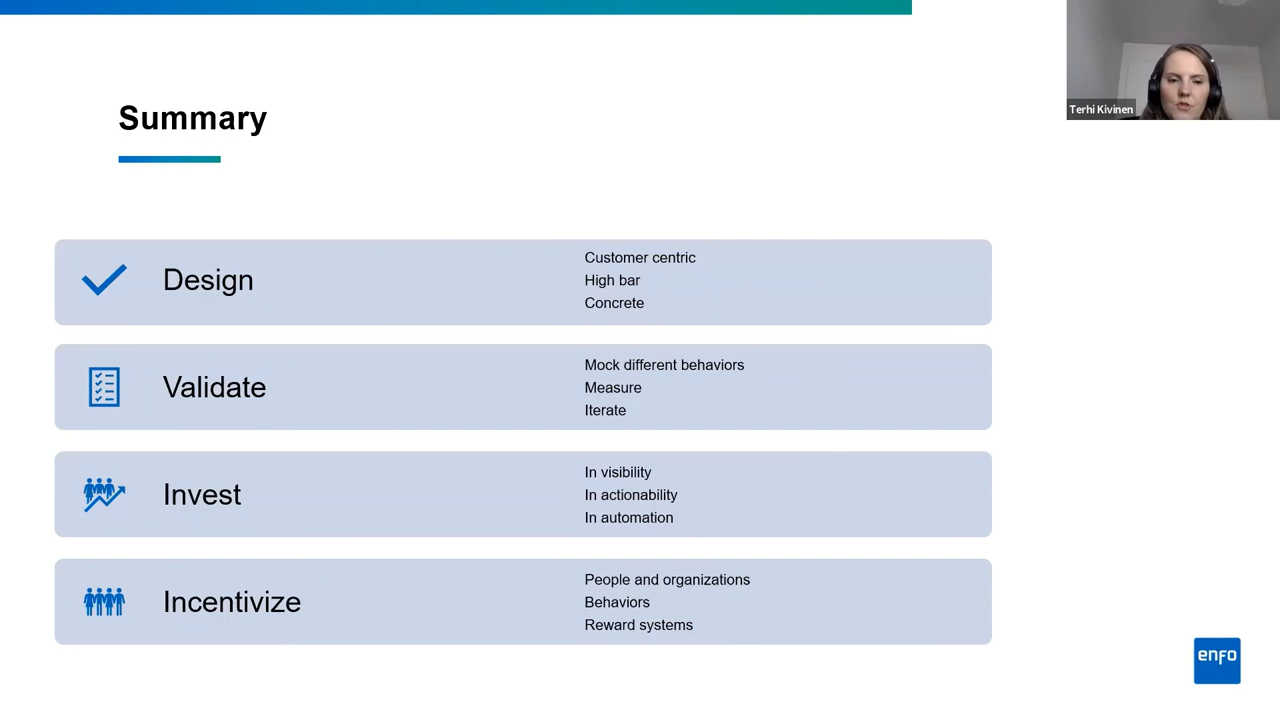 Terhi Kivinen
Summary
Design
Customer centric
High bar
Concrete
Validate
Mock different behaviors
Measure
Iterate
Invest
In visibility
In actionability
In automation
Incentivize
People and organizations
Behaviors
Reward systems
enfo